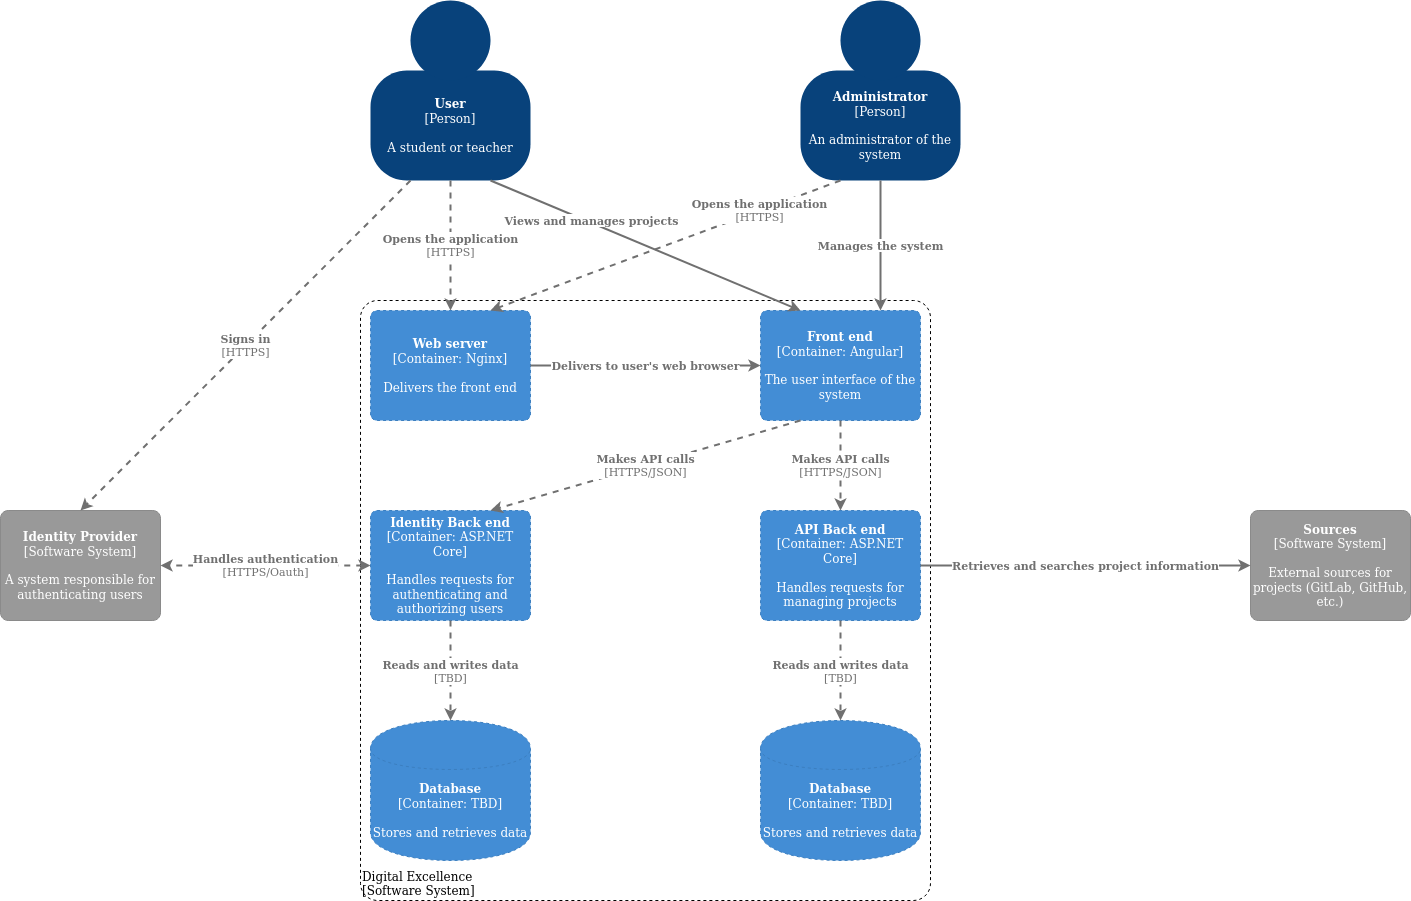 User
[Person]
A student or teacher
Administrator
[Person]
An administrator of the
system
Opens the application
[HTTPS]
Views and manages projects
Opens the application
[HTTPS]
Manages the system
Signs in
[HTTPS]
Web server
[Container: Nginx]
Delivers the front end
Delivers to user's web browser
Front end
[Container: Angular]
The user interface of the
system
Makes API calls
[HTTPS/JSON]
Makes API calls
[HTTPS/JSON]
Identity Provider
[Software System]
A system responsible for
authenticating users
Handles authentication
[HTTPS/Oauth]
Identity Back end
[Container: ASP.NET
Core]
Handles requests for
authenticating and
authorizing users
API Back end
[Container: ASP.NET
Core]
Handles requests for
managing projects
Retrieves and searches project information
Sources
[Software System]
External sources for
projects (GitLab, GitHub,
etc.)
Reads and writes data
[TBD]
Reads and writes data
[TBD]
Database
[Container: TBD]
Stores and retrieves data
Database
[Container: TBD]
Stores and retrieves data
Digital Excellence
[Software System]